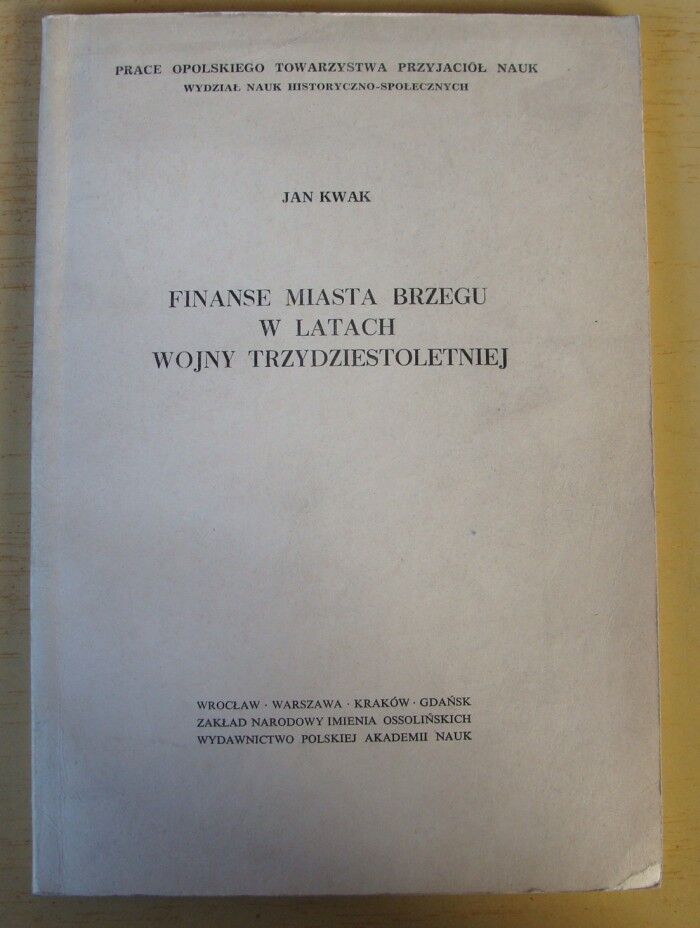 PRACE OPOLSKIEGO TOWARZYSTWA PRZYJACIÓŁ NAUK
WYDZIAŁ NAUK HISTORYCZNO-SPOŁECZNYCH
JAN KWAK
FINANSE MIASTA BRZEGU
W LATACH
WOJNY TRZYDZIESTOLETNIEJ
WROCŁAW · WARSZAWA · KRAKÓW · GDAŃSK
ZAKŁAD NARODOWY IMIENIA OSSOLIŃSKICH
WYDAWNICTWO POLSKIEJ AKADEMII NAUK